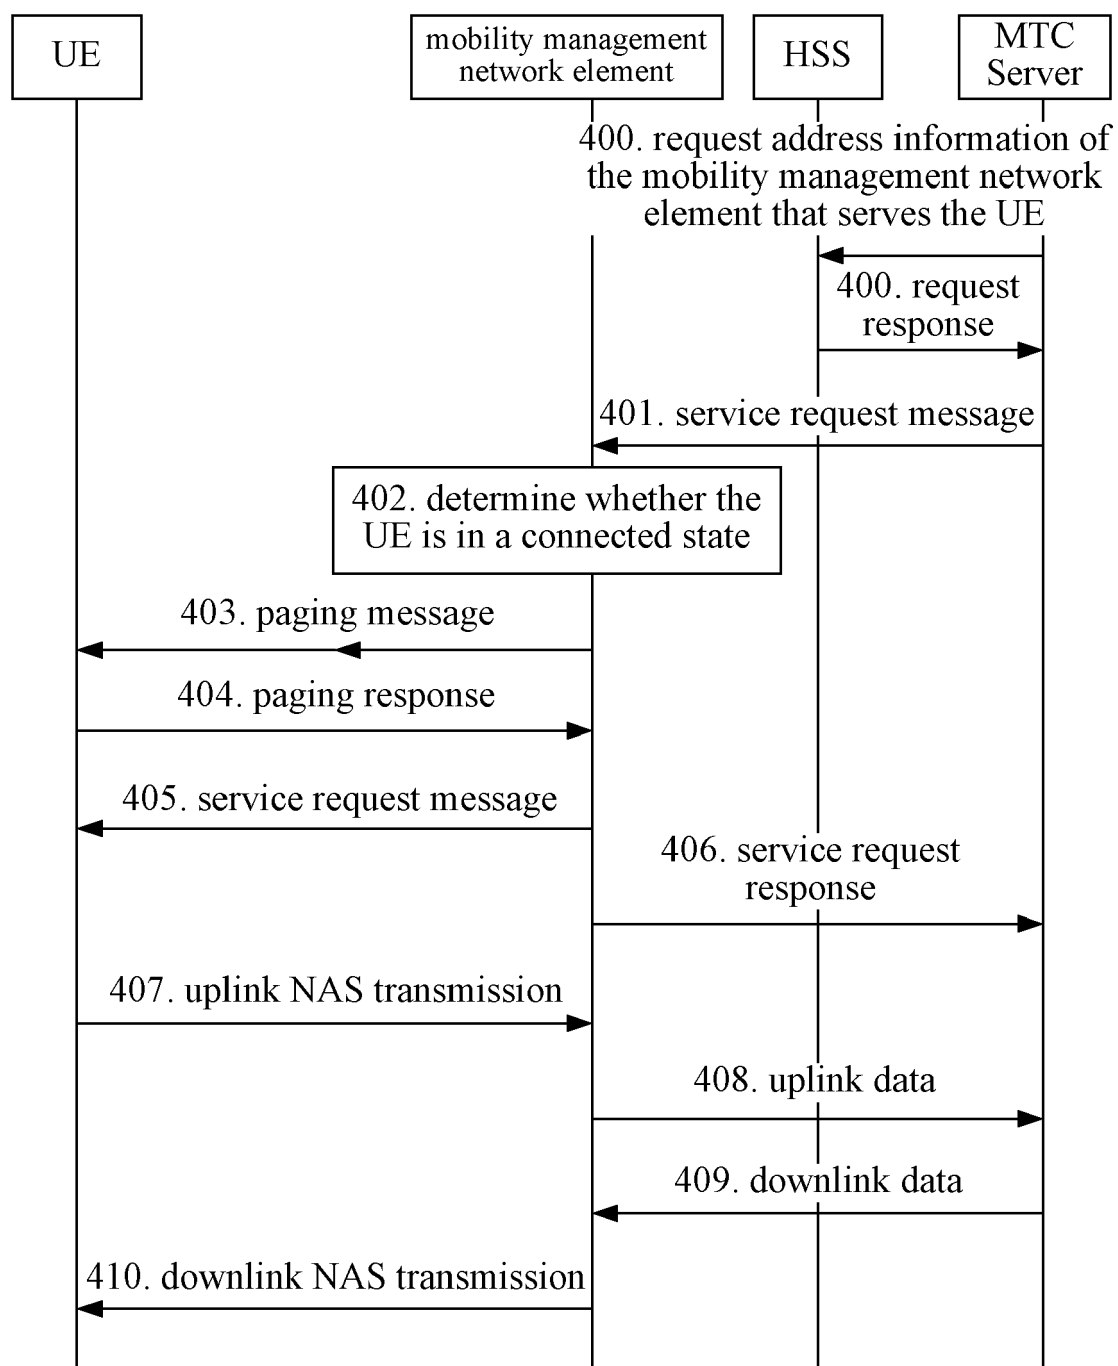 UE
mobility management
network element
HSS
MTC
Server
400. request address information of
the mobility management network
element that serves the UE
400. request
response
401. service request message
402. determine whether the
UE is in a connected state
403. paging message
404. paging response
405. service request message
406. service request
response
407. uplink NAS transmission
408. uplink data
409. downlink data
410. downlink NAS transmission